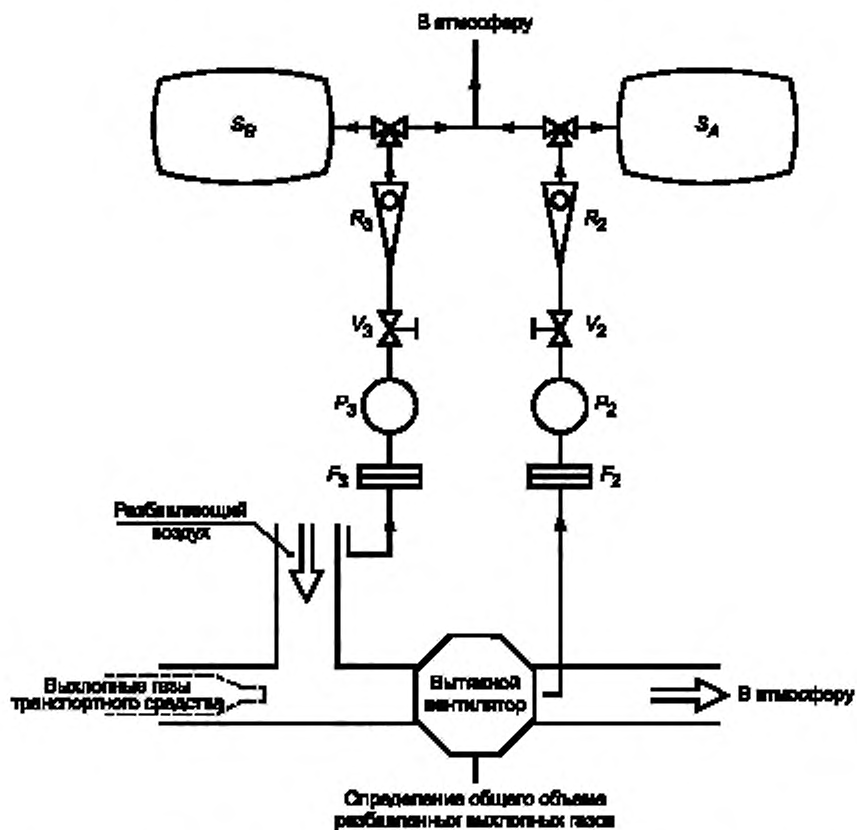 В атмосферу
S_B
S_A
R_3
R_2
V_3
V_2
P_3
P_2
F_3
F_2
Разбавляющий
воздух
Выхлопные газы
транспортного средства
Вытяжной
вентилятор
В атмосферу
Определение общего объема
разбавленных выхлопных газов